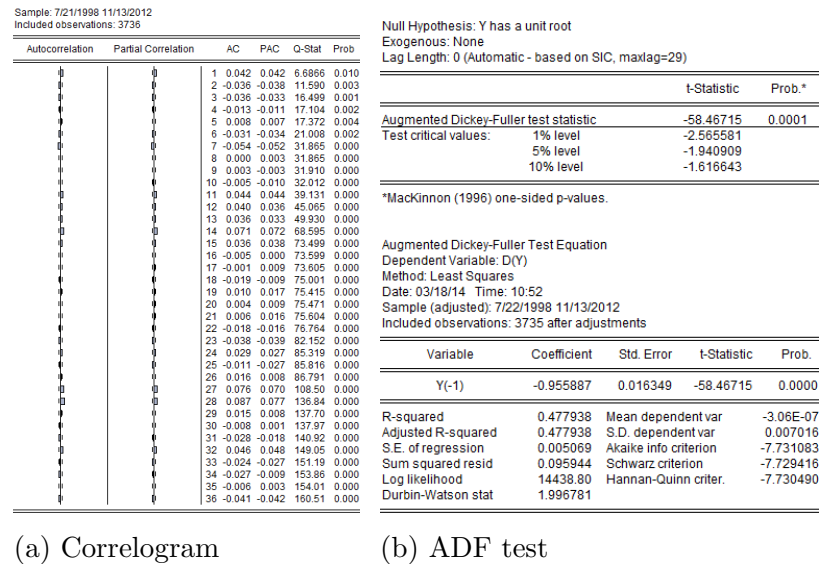 Sample: 7/21/1998 11/13/2012
Included observations: 3736
Autocorrelation Partial Correlation AC PAC Q-Stat Prob
1 0.042 0.042 6.6866 0.010
2 -0.036 -0.038 11.590 0.003
3 -0.036 -0.033 16.499 0.001
4 -0.013 -0.011 17.104 0.002
5 0.008 0.007 17.372 0.004
6 -0.031 -0.034 21.008 0.002
7 -0.054 -0.052 31.865 0.000
8 0.000 0.003 31.865 0.000
9 0.003 -0.003 31.910 0.000
10 -0.005 -0.010 32.012 0.000
11 0.044 0.044 39.131 0.000
12 0.040 0.036 45.065 0.000
13 0.036 0.033 49.930 0.000
14 0.071 0.072 68.595 0.000
15 0.036 0.038 73.499 0.000
16 -0.005 0.000 73.599 0.000
17 -0.001 0.009 73.605 0.000
18 -0.019 -0.009 75.001 0.000
19 0.010 0.017 75.415 0.000
20 0.004 0.009 75.471 0.000
21 0.006 0.016 75.604 0.000
22 -0.018 -0.016 76.764 0.000
23 -0.038 -0.039 82.152 0.000
24 0.029 0.027 85.319 0.000
25 -0.011 -0.027 85.816 0.000
26 0.016 0.008 86.791 0.000
27 0.076 0.070 108.50 0.000
28 0.087 0.077 136.84 0.000
29 0.015 0.008 137.70 0.000
30 -0.008 0.001 137.97 0.000
31 -0.028 -0.018 140.92 0.000
32 0.046 0.048 149.05 0.000
33 -0.024 -0.027 151.19 0.000
34 -0.027 -0.009 153.86 0.000
35 -0.006 0.003 154.01 0.000
36 -0.041 -0.042 160.51 0.000
(a) Correlogram
Null Hypothesis: Y has a unit root
Exogenous: None
Lag Length: 0 (Automatic - based on SIC, maxlag=29)
t-Statistic Prob.*
Augmented Dickey-Fuller test statistic -58.46715 0.0001
Test critical values: 1% level -2.565581
5% level -1.940909
10% level -1.616643
*MacKinnon (1996) one-sided p-values.
Augmented Dickey-Fuller Test Equation
Dependent Variable: D(Y)
Method: Least Squares
Date: 03/18/14 Time: 10:52
Sample (adjusted): 7/22/1998 11/13/2012
Included observations: 3735 after adjustments
Variable Coefficient Std. Error t-Statistic Prob.
Y(-1) -0.955887 0.016349 -58.46715 0.0000
R-squared 0.477938 Mean dependent var -3.06E-07
Adjusted R-squared 0.477938 S.D. dependent var 0.007016
S.E. of regression 0.005069 Akaike info criterion -7.731083
Sum squared resid 0.095944 Schwarz criterion -7.729416
Log likelihood 14438.80 Hannan-Quinn criter. -7.730490
Durbin-Watson stat 1.996781
(b) ADF test